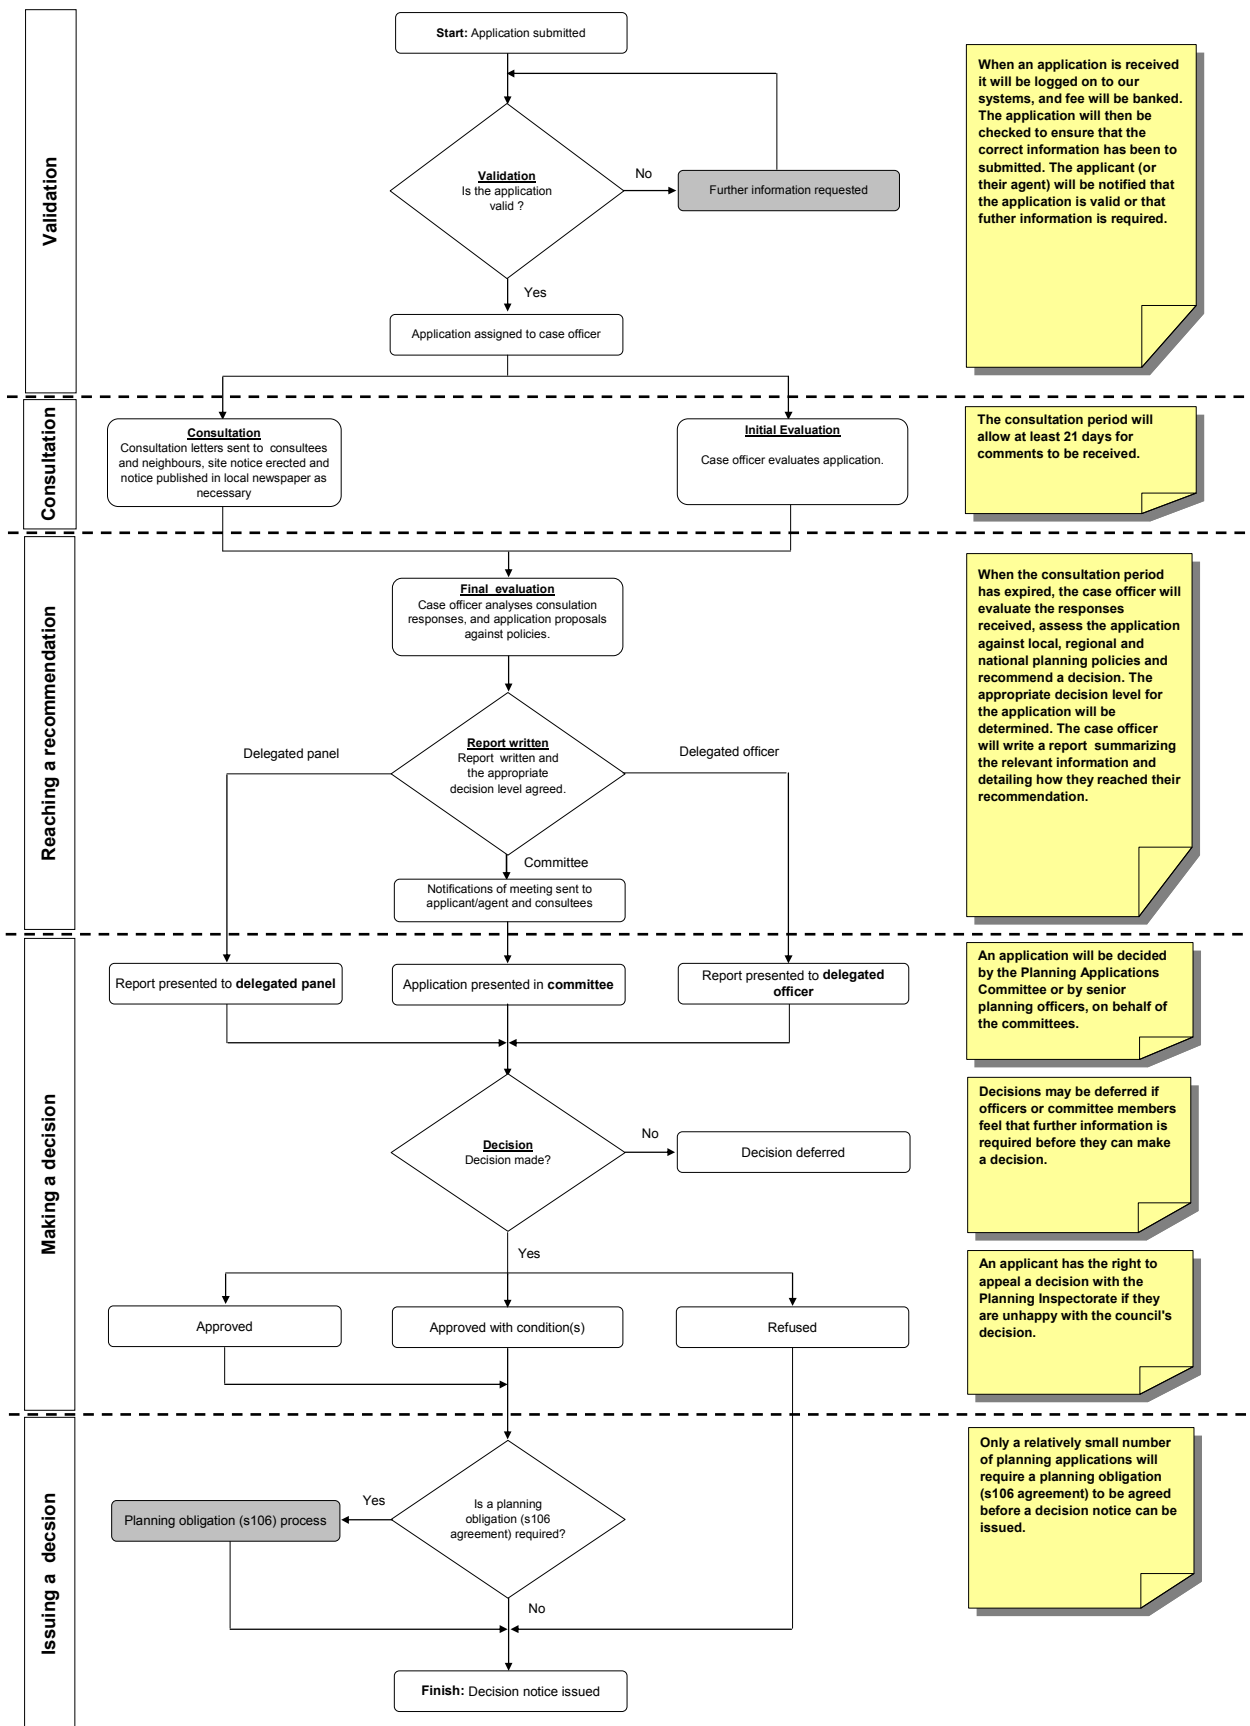 Validation
Start: Application submitted
Validation
Is the application
valid ?
No
Further information requested
Yes
Application assigned to case officer
When an application is received
it will be logged on to our
systems, and fee will be banked.
The application will then be
checked to ensure that the
correct information has been to
submitted. The applicant (or
their agent) will be notified that
the application is valid or that
futher information is required.
Consultation
Consultation
Consultation letters sent to consultees
and neighbours, site notice erected and
notice published in local newspaper as
necessary
Initial Evaluation
Case officer evaluates application.
The consultation period will
allow at least 21 days for
comments to be received.
Reaching a recommendation
Final evaluation
Case officer analyses consulation
responses, and application proposals
against policies.
Delegated panel
Report written
Report written and
the appropriate
decision level agreed.
Delegated officer
Committee
Notifications of meeting sent to
applicant/agent and consultees
When the consultation period
has expired, the case officer will
evaluate the responses
received, assess the application
against local, regional and
national planning policies and
recommend a decision. The
appropriate decision level for
the application will be
determined. The case officer
will write a report summarizing
the relevant information and
detailing how they reached their
recommendation.
Making a decision
Report presented to delegated panel
Application presented in committee
Report presented to delegated
officer
An application will be decided
by the Planning Applications
Committee or by senior
planning officers, on behalf of
the committees.
Decision
Decision made?
No
Decision deferred
Decisions may be deferred if
officers or committee members
feel that further information is
required before they can make
a decision.
Yes
Approved
Approved with condition(s)
Refused
An applicant has the right to
appeal a decision with the
Planning Inspectorate if they
are unhappy with the council's
decision.
Issuing a decsion
Is a planning
obligation (s106
agreement) required?
Yes
Planning obligation (s106) process
No
Finish: Decision notice issued
Only a relatively small number
of planning applications will
require a planning obligation
(s106 agreement) to be agreed
before a decision notice can be
issued.